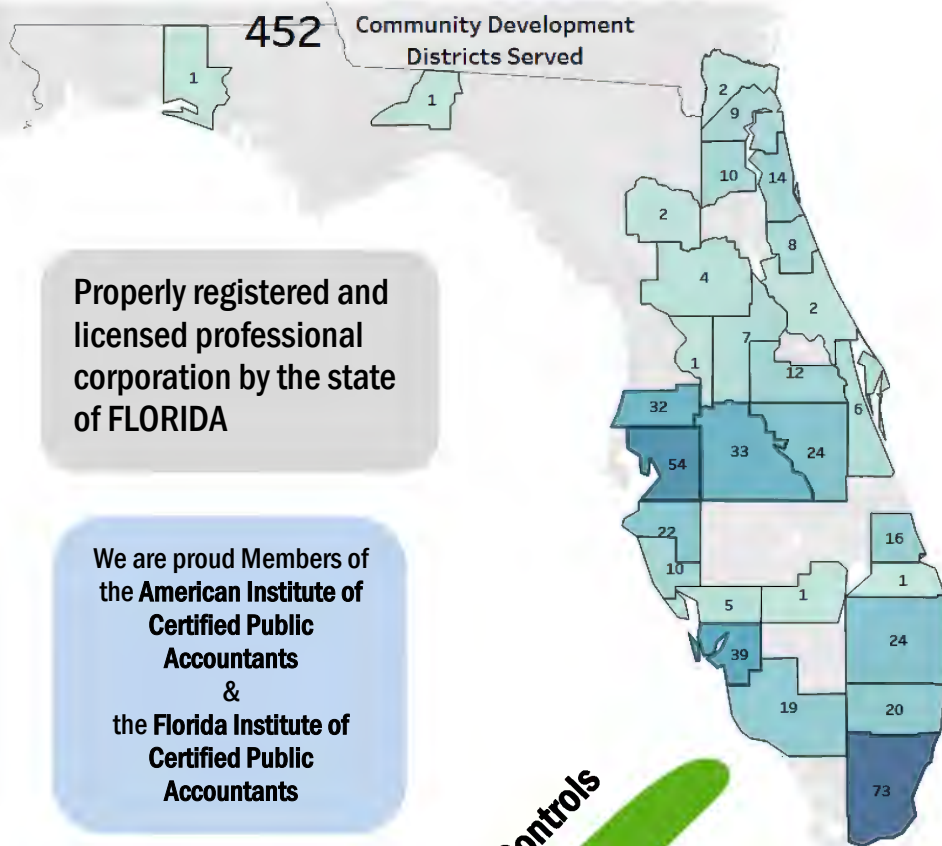 452
Community Development
Districts Served
1
1
2
9
10
14
2
8
4
2
7
1
12
6
32
33
24
54
22
10
16
1
1
5
39
24
19
20
73
Properly registered and
licensed professional
corporation by the state
of FLORIDA
We are proud Members of
the American Institute of
Certified Public
Accountants
&
the Florida Institute of
Certified Public
Accountants